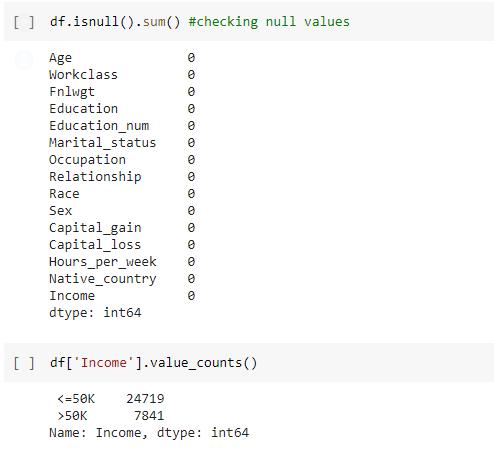 [ ] df.isnull().sum() #checking null values
Age 0
Workclass 0
Fnlwgt 0
Education 0
Education_num 0
Marital_status 0
Occupation 0
Relationship 0
Race 0
Sex 0
Capital_gain 0
Capital_loss 0
Hours_per_week 0
Native_country 0
Income 0
dtype: int64
[ ] df['Income'].value_counts()
<=50K 24719
>50K 7841
Name: Income, dtype: int64